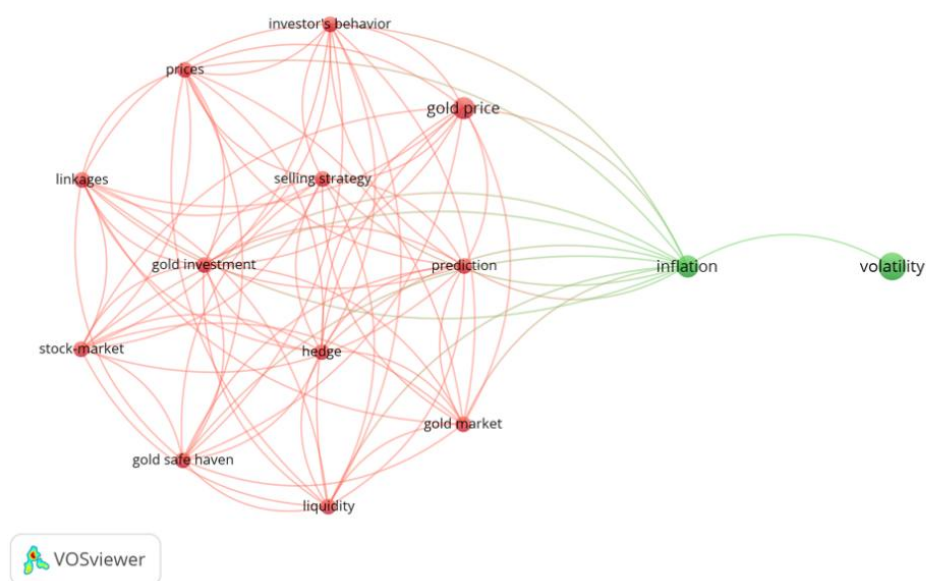 investor's behavior
prices
gold price
linkages
selling strategy
gold investment
prediction
inflation
volatility
stock-market
hedge
gold market
gold safe haven
liquidity
VOSviewer